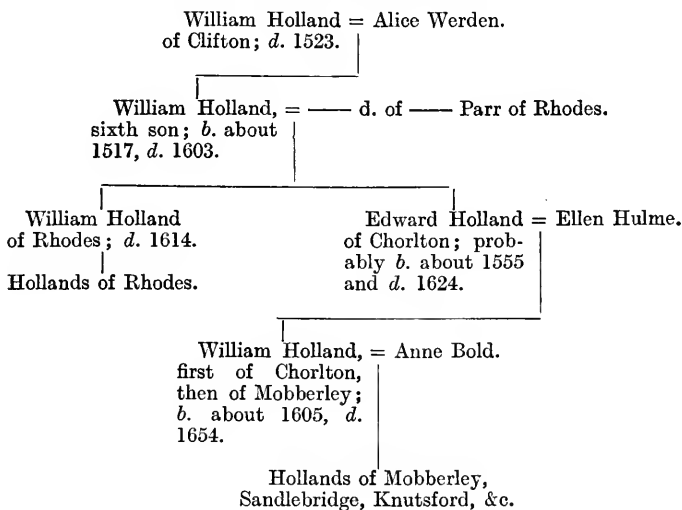 William Holland = Alice Werden.
of Clifton; d. 1523.
William Holland, = —— d. of —— Parr of Rhodes.
sixth son; b. about
1517, d. 1603.
William Holland
of Rhodes; d. 1614.
Hollands of Rhodes.
Edward Holland = Ellen Hulme.
of Chorlton; prob-
ably b. about 1555
and d. 1624.
William Holland, = Anne Bold.
first of Chorlton,
then of Mobberley;
b. about 1605, d.
1654.
Hollands of Mobberley,
Sandlebridge, Knutsford, &c.